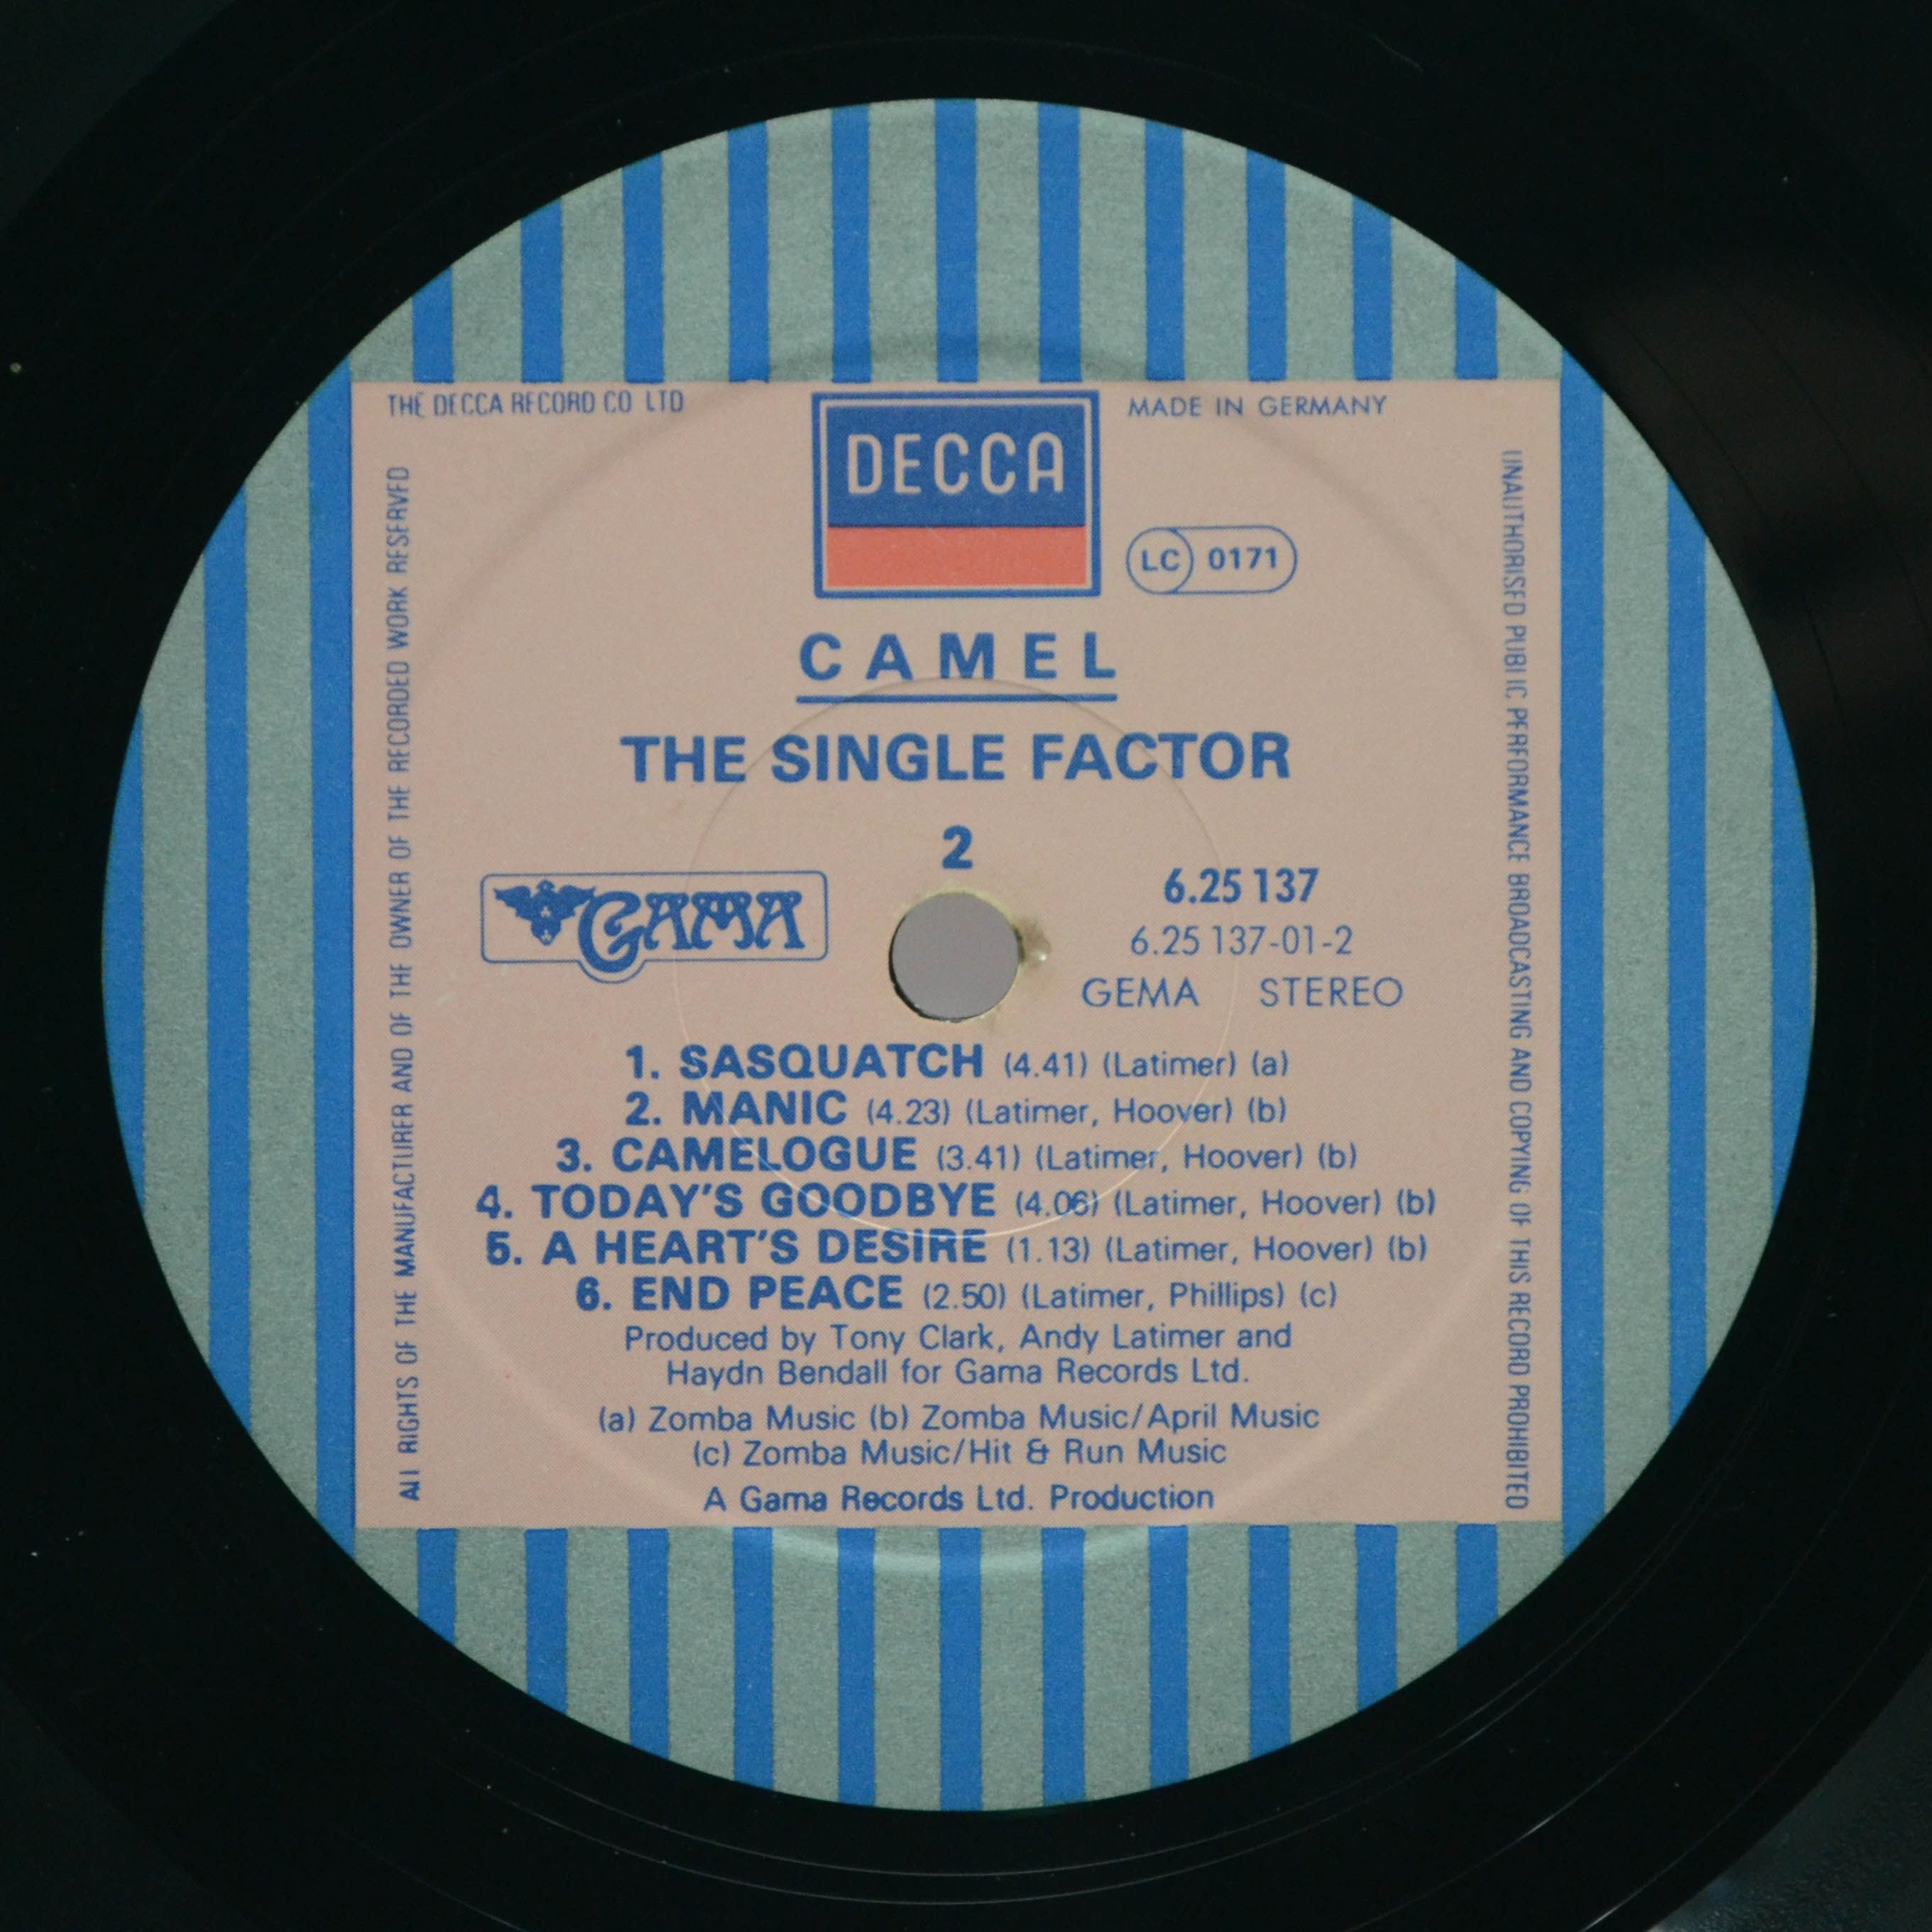 THE DECCA RECORD CO LTD
DECCA
MADE IN GERMANY
LC 0171
CAMEL
THE SINGLE FACTOR
2
GAMA
6.25 137
6.25 137-01-2
GEMA STEREO
1. SASQUATCH (4.41) (Latimer) (a)
2. MANIC (4.23) (Latimer, Hoover) (b)
3. CAMELOGUE (3.41) (Latimer, Hoover) (b)
4. TODAY'S GOODBYE (4.06) (Latimer, Hoover) (b)
5. A HEART'S DESIRE (1.13) (Latimer, Hoover) (b)
6. END PEACE (2.50) (Latimer, Phillips) (c)
Produced by Tony Clark, Andy Latimer and
Haydn Bendall for Gama Records Ltd.
(a) Zomba Music (b) Zomba Music/April Music
(c) Zomba Music/Hit & Run Music
A Gama Records Ltd. Production
ALL RIGHTS OF THE MANUFACTURER AND OF THE OWNER OF THE RECORDED WORK RESERVED
UNAUTHORISED PUBLIC PERFORMANCE BROADCASTING AND COPYING OF THIS RECORD PROHIBITED